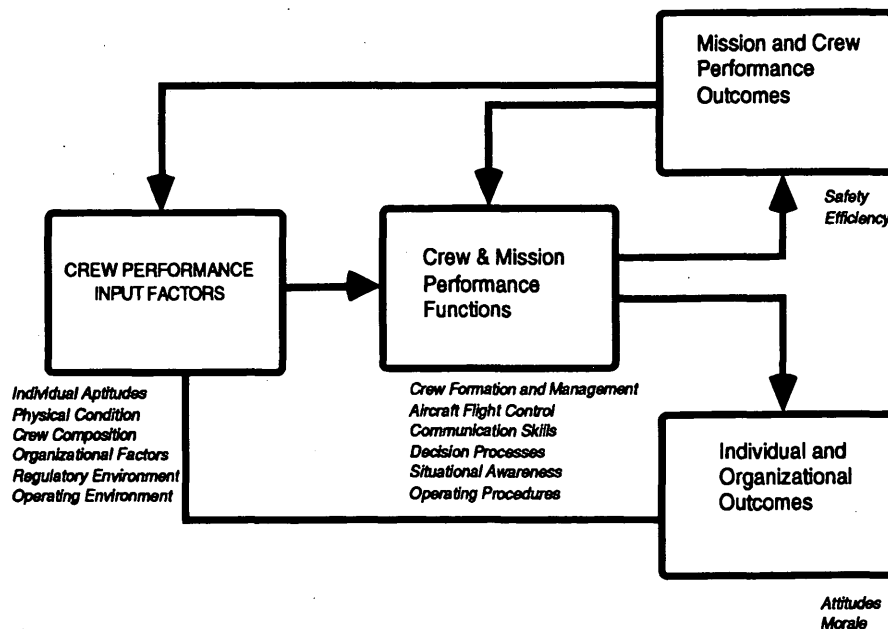 Mission and Crew
Performance
Outcomes
Safety
Efficiency
CREW PERFORMANCE
INPUT FACTORS
Crew & Mission
Performance
Functions
Individual Aptitudes
Physical Condition
Crew Composition
Organizational Factors
Regulatory Environment
Operating Environment
Crew Formation and Management
Aircraft Flight Control
Communication Skills
Decision Processes
Situational Awareness
Operating Procedures
Individual and
Organizational
Outcomes
Attitudes
Morale